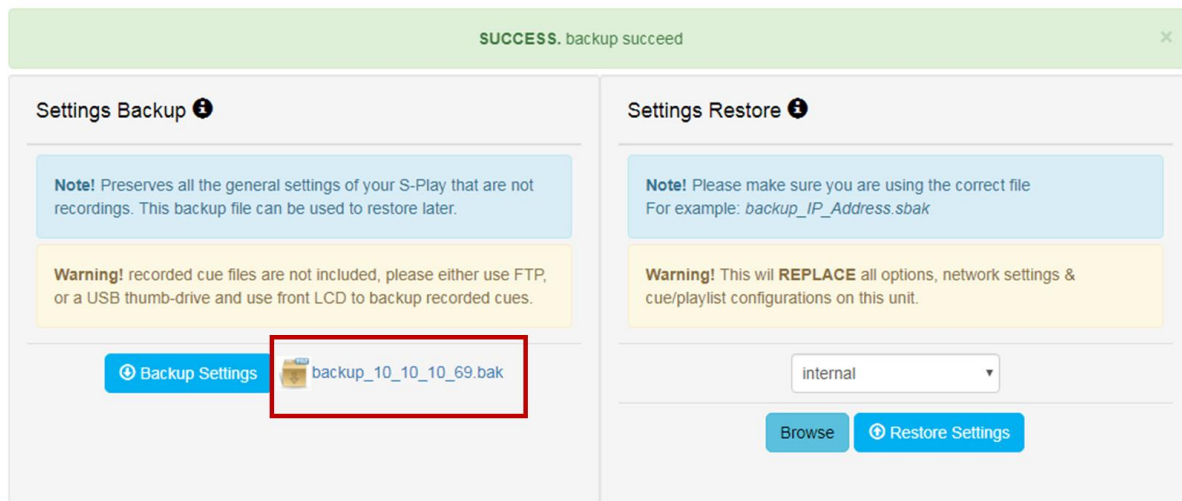 SUCCESS. backup succeed ×
Settings Backup
Note! Preserves all the general settings of your S-Play that are not
recordings. This backup file can be used to restore later.
Warning! recorded cue files are not included, please either use FTP,
or a USB thumb-drive and use front LCD to backup recorded cues.
Backup Settings backup_10_10_10_69.bak
Settings Restore
Note! Please make sure you are using the correct file
For example: backup_IP_Address.sbak
Warning! This wil REPLACE all options, network settings &
cue/playlist configurations on this unit.
internal
Browse Restore Settings